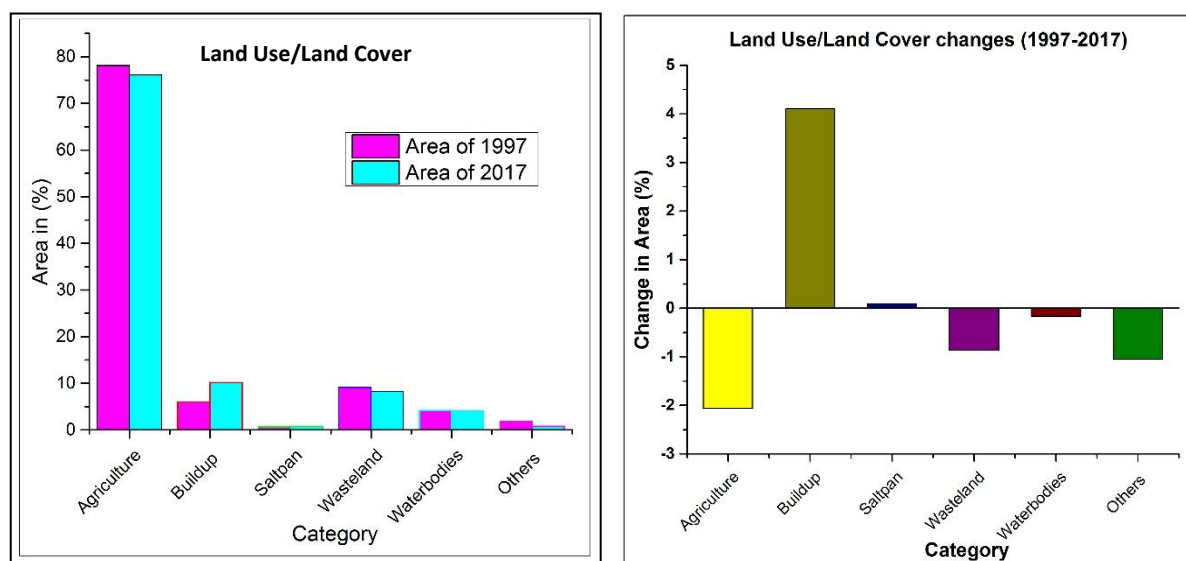 Land Use/Land Cover
80
70
60
50
40
30
20
10
0
Area in (%)
Area of 1997
Area of 2017
Agriculture
Buildup
Saltpan
Wasteland
Waterbodies
Others
Category
Land Use/Land Cover changes (1997-2017)
5
4
3
2
1
0
-1
-2
-3
Change in Area (%)
Agriculture
Buildup
Saltpan
Wasteland
Waterbodies
Others
Category